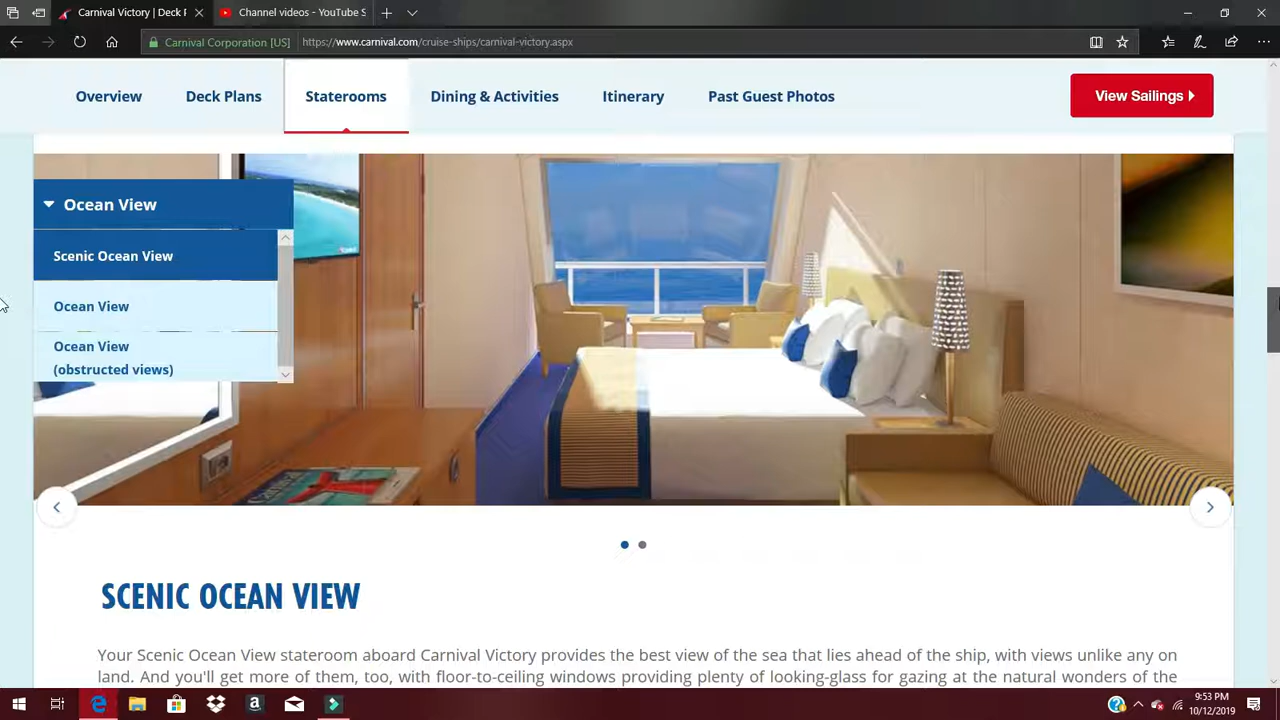 Carnival Victory | Deck P
Channel videos - YouTube S
Carnival Corporation [US]
https://www.carnival.com/cruise-ships/carnival-victory.aspx
Overview
Deck Plans
Staterooms
Dining & Activities
Itinerary
Past Guest Photos
View Sailings
Ocean View
Scenic Ocean View
Ocean View
Ocean View
(obstructed views)
SCENIC OCEAN VIEW
Your Scenic Ocean View stateroom aboard Carnival Victory provides the best view of the sea that lies ahead of the ship, with views unlike any on
land. And you'll get more of them, too, with floor-to-ceiling windows providing plenty of looking-glass for gazing at the natural wonders of the
9:53 PM
10/12/2019